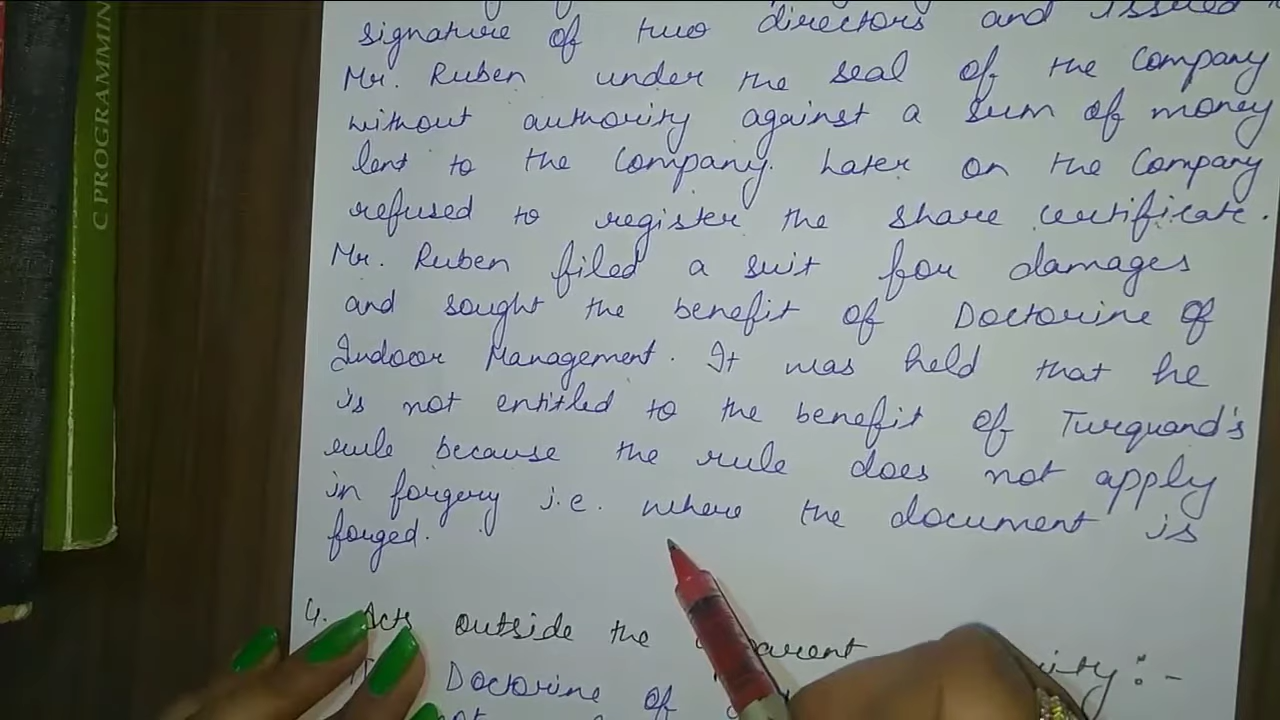 C PROGRAMMIN
signature of two directors and issued
Mr. Ruben under the seal of the Company
without authority against a sum of money
lent to the Company. Later on the Company
refused to register the share certificate.
Mr. Ruben filed a suit for damages
and sought the benefit of Doctorine of
Indoor Management. It was held that he
is not entitled to the benefit of Turquand's
rule because the rule does not apply
in forgery i.e. where the document is
forged.
4. Acts outside the :-
Doctorine of